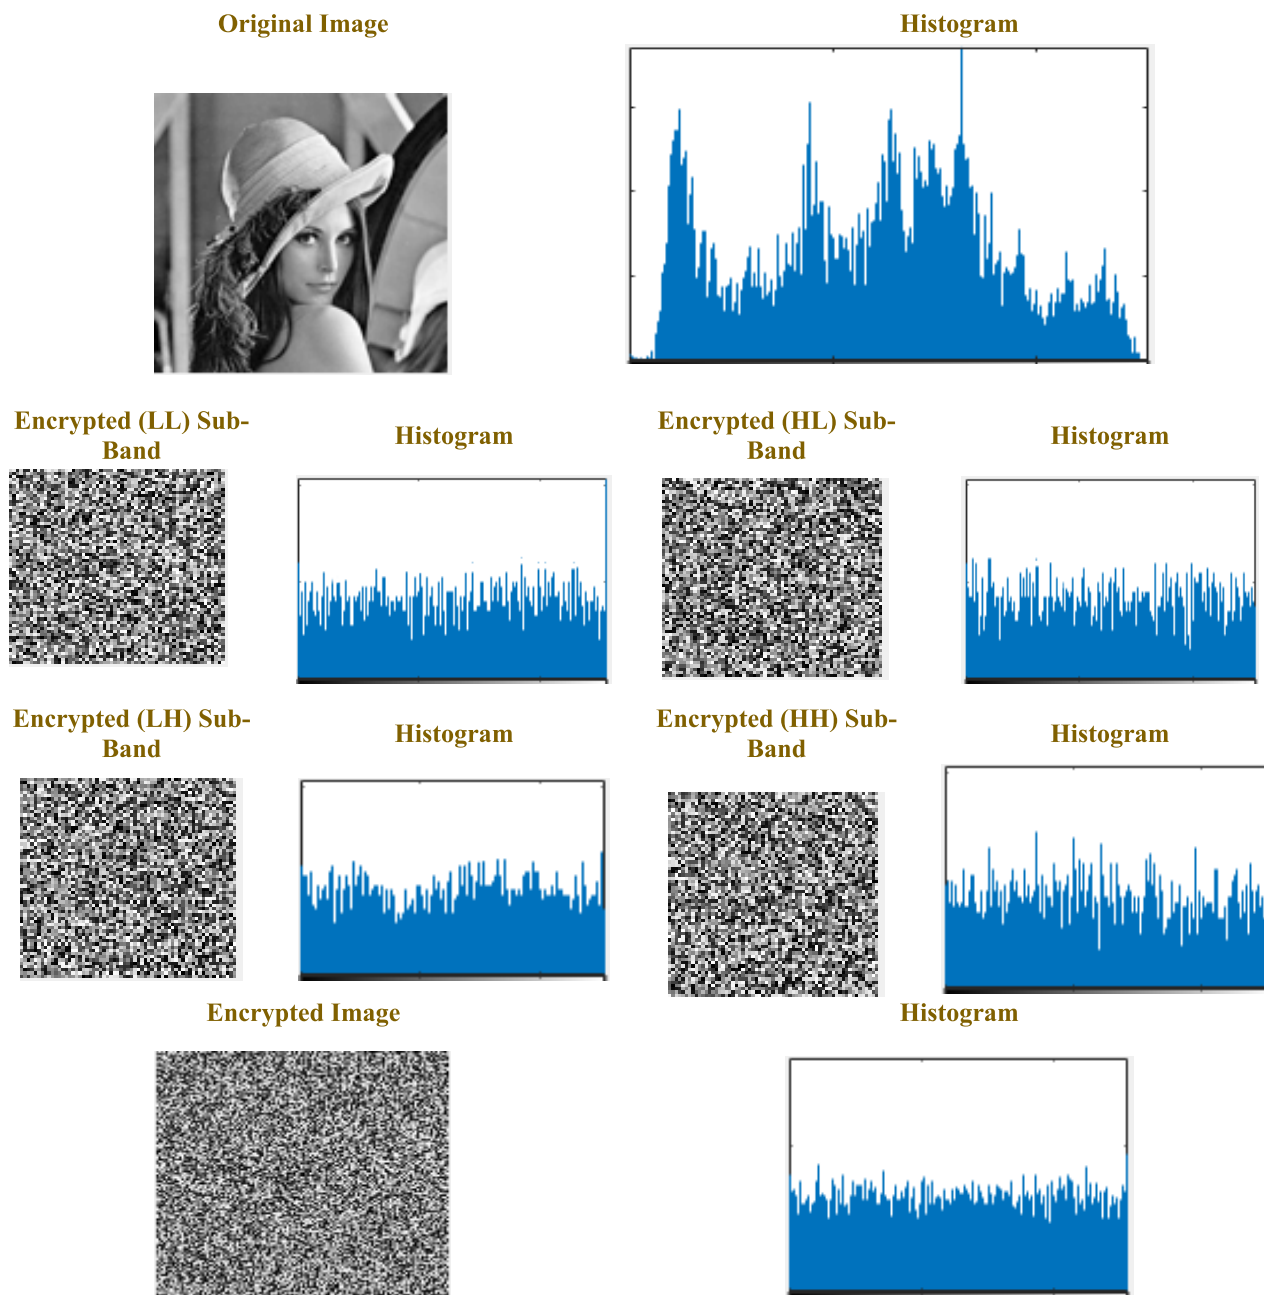 Original Image
Histogram
Encrypted (LL) Sub-
Band
Histogram
Encrypted (HL) Sub-
Band
Histogram
Encrypted (LH) Sub-
Band
Histogram
Encrypted (HH) Sub-
Band
Histogram
Encrypted Image
Histogram